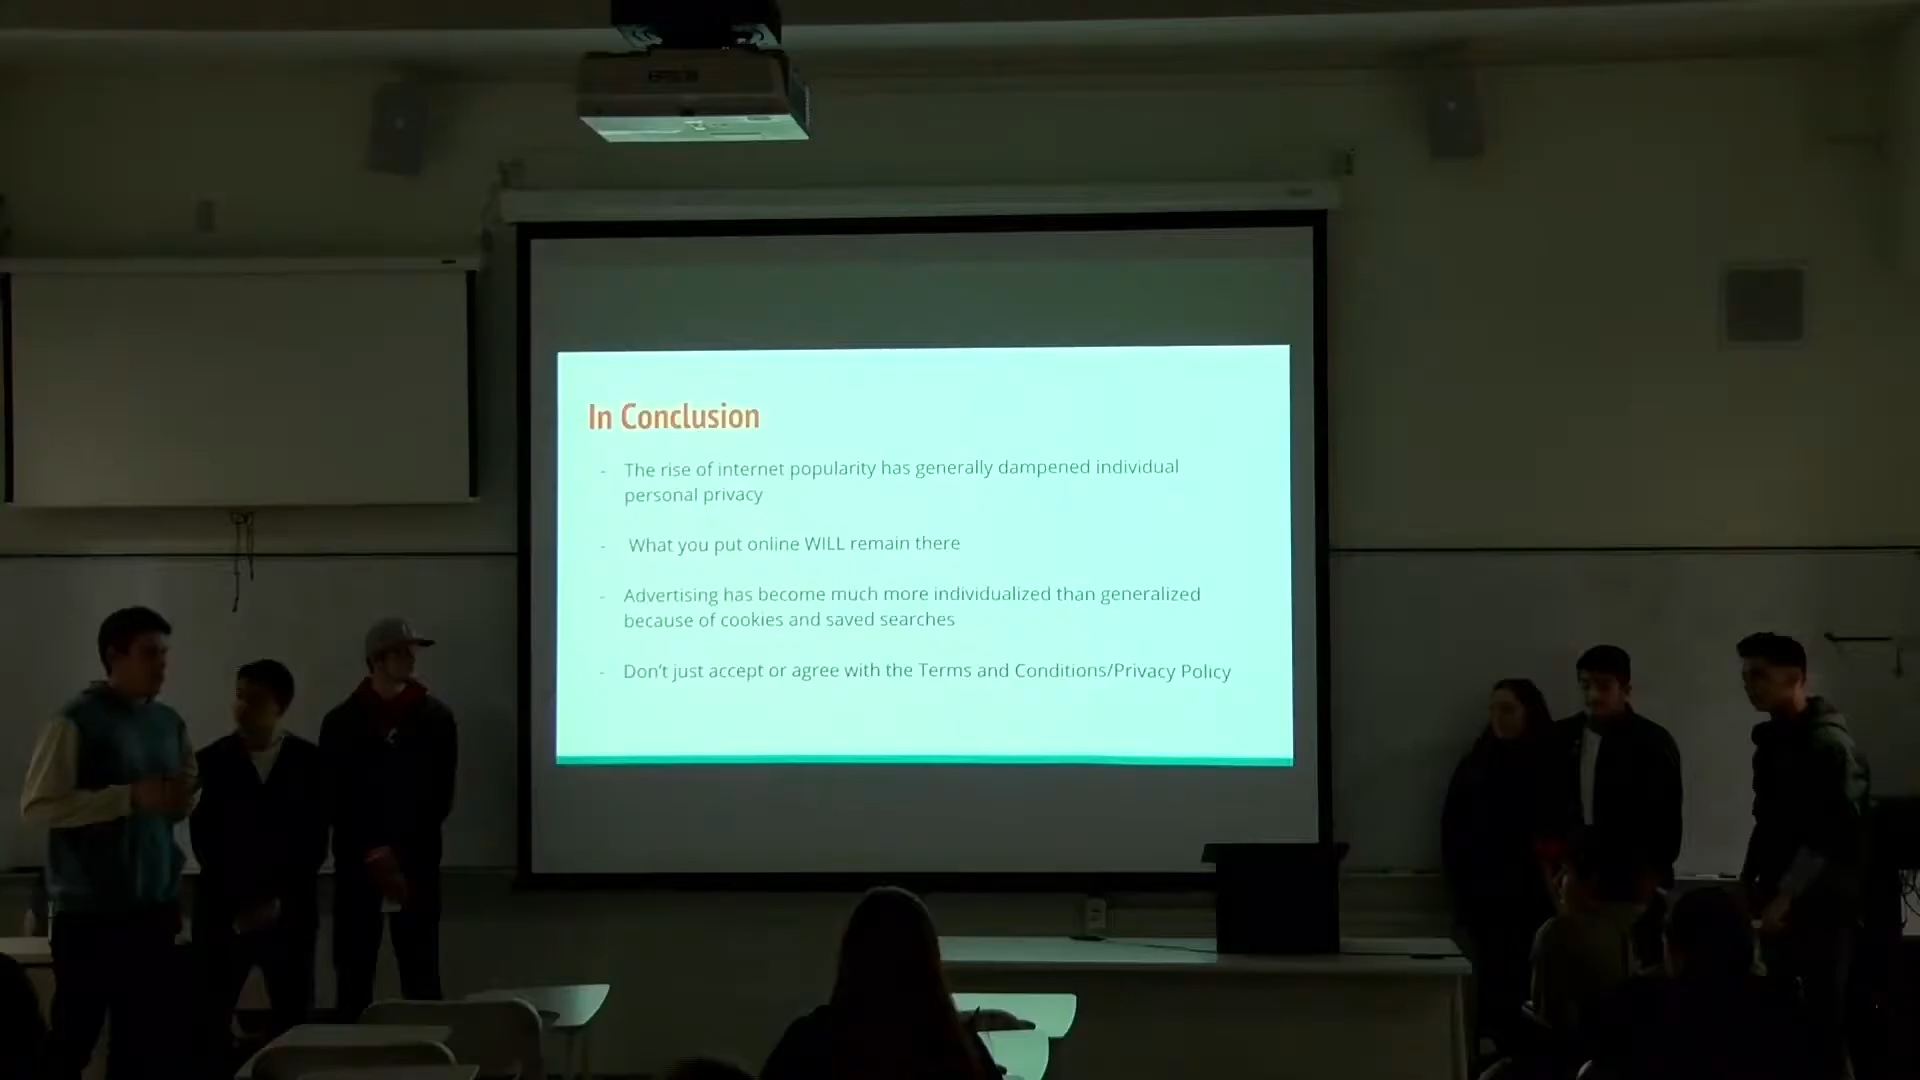 EPSON
In Conclusion
- The rise of internet popularity has generally dampened individual
personal privacy
- What you put online WILL remain there
- Advertising has become much more individualized than generalized
because of cookies and saved searches
- Don't just accept or agree with the Terms and Conditions/Privacy Policy